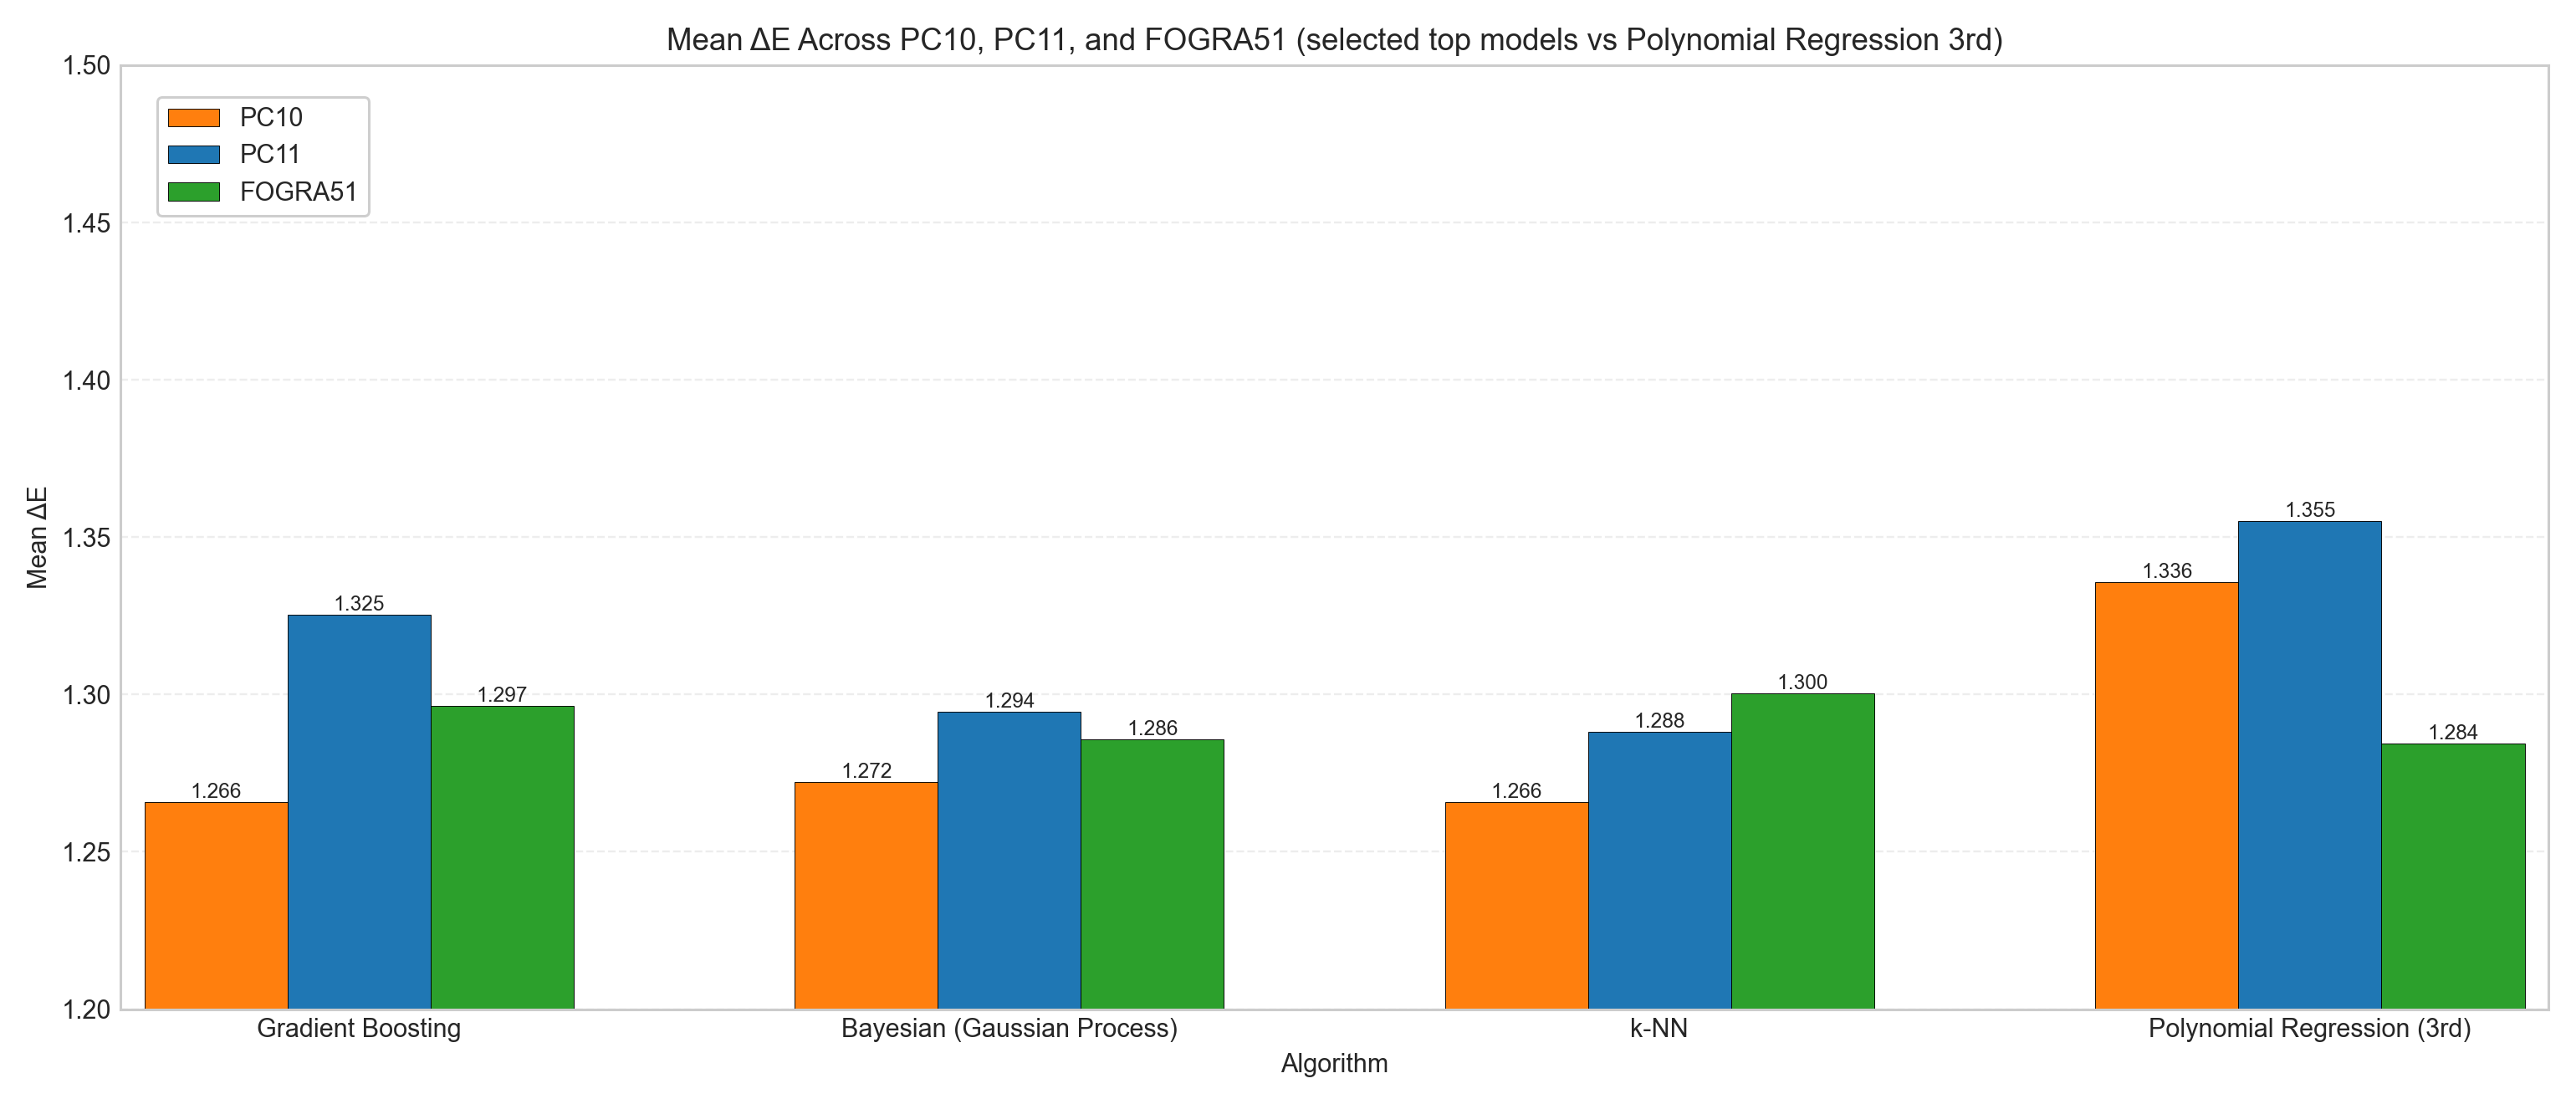 Mean ΔE Across PC10, PC11, and FOGRA51 (selected top models vs Polynomial Regression 3rd)
1.50
1.45
1.40
1.35
1.30
1.25
1.20
Mean ΔE
PC10
PC11
FOGRA51
1.266
1.325
1.297
1.272
1.294
1.286
1.266
1.288
1.300
1.336
1.355
1.284
Gradient Boosting
Bayesian (Gaussian Process)
k-NN
Polynomial Regression (3rd)
Algorithm